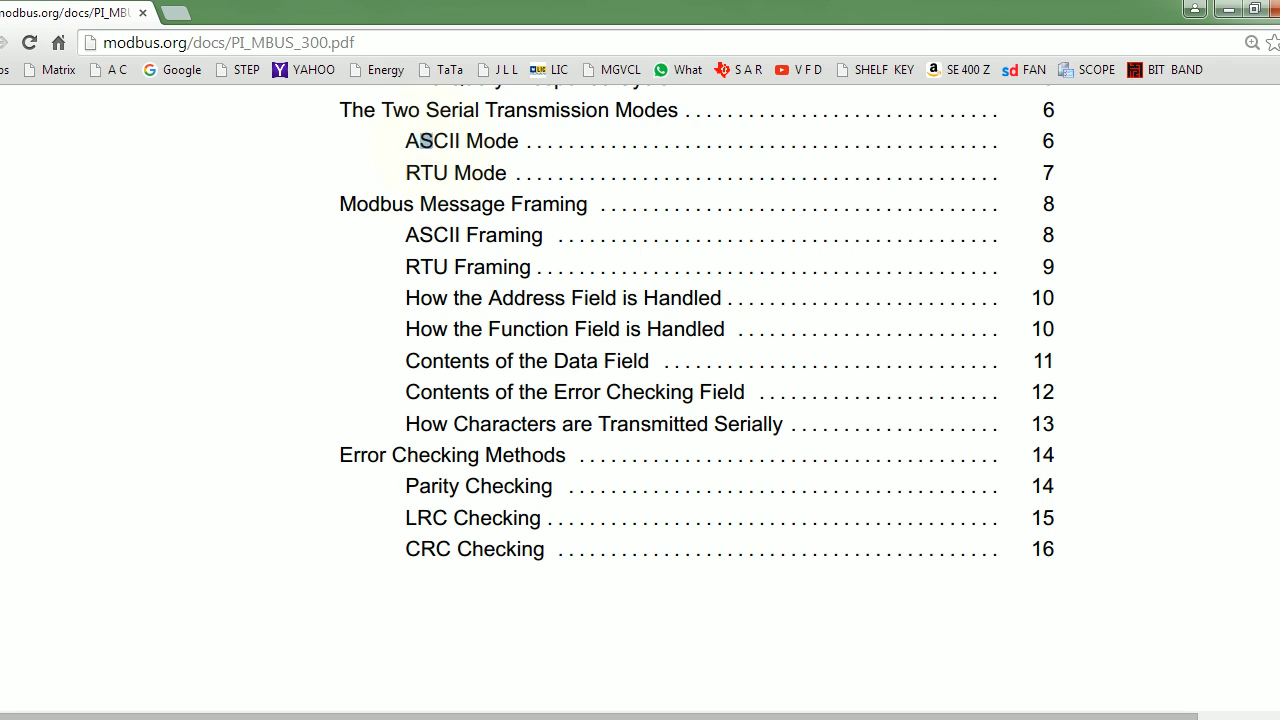 modbus.org/docs/PI_MBU
modbus.org/docs/PI_MBUS_300.pdf
ps Matrix A C Google STEP YAHOO Energy TaTa J L L LIC LIC MGVCL What S A R V F D SHELF KEY a SE 400 Z sd FAN SCOPE BIT BAND
The Two Serial Transmission Modes . . . . . . . . . . . . . . . . . . . . . . . . 6
ASCII Mode . . . . . . . . . . . . . . . . . . . . . . . . . . . . . . . . . . . . 6
RTU Mode . . . . . . . . . . . . . . . . . . . . . . . . . . . . . . . . . . . . . 7
Modbus Message Framing . . . . . . . . . . . . . . . . . . . . . . . . . . . . . . 8
ASCII Framing . . . . . . . . . . . . . . . . . . . . . . . . . . . . . . . . . . 8
RTU Framing . . . . . . . . . . . . . . . . . . . . . . . . . . . . . . . . . . . 9
How the Address Field is Handled . . . . . . . . . . . . . . . . . . . . . 10
How the Function Field is Handled . . . . . . . . . . . . . . . . . . . . 10
Contents of the Data Field . . . . . . . . . . . . . . . . . . . . . . . . . . 11
Contents of the Error Checking Field . . . . . . . . . . . . . . . . . . . 12
How Characters are Transmitted Serially . . . . . . . . . . . . . . . . 13
Error Checking Methods . . . . . . . . . . . . . . . . . . . . . . . . . . . . . . . . 14
Parity Checking . . . . . . . . . . . . . . . . . . . . . . . . . . . . . . . . . 14
LRC Checking . . . . . . . . . . . . . . . . . . . . . . . . . . . . . . . . . . . 15
CRC Checking . . . . . . . . . . . . . . . . . . . . . . . . . . . . . . . . . . 16